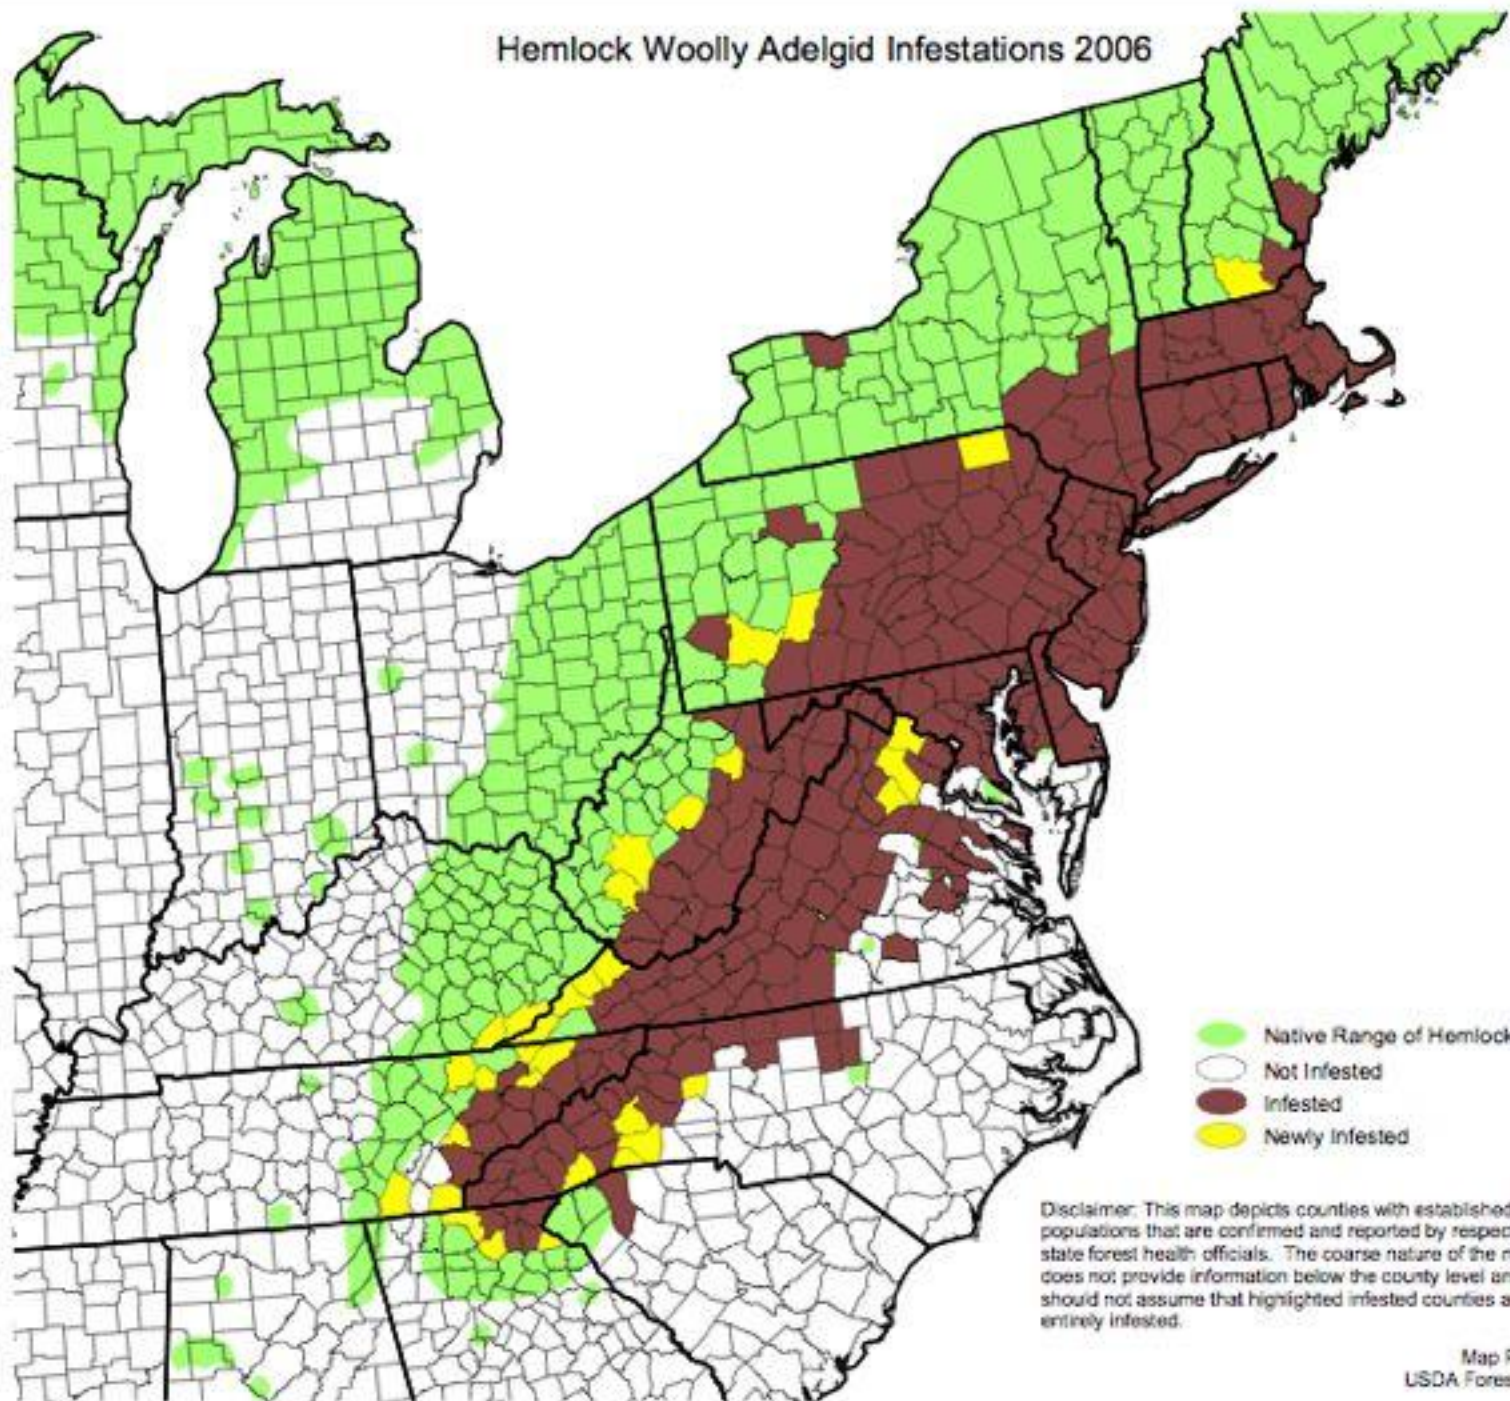 Hemlock Woolly Adelgid Infestations 2006
Native Range of Hemlock
Not Infested
Infested
Newly Infested
Disclaimer: This map depicts counties with established
populations that are confirmed and reported by respec
state forest health officials. The coarse nature of the
does not provide information below the county level
should not assume that highlighted infested counties a
entirely infested.
Map
USDA Fores